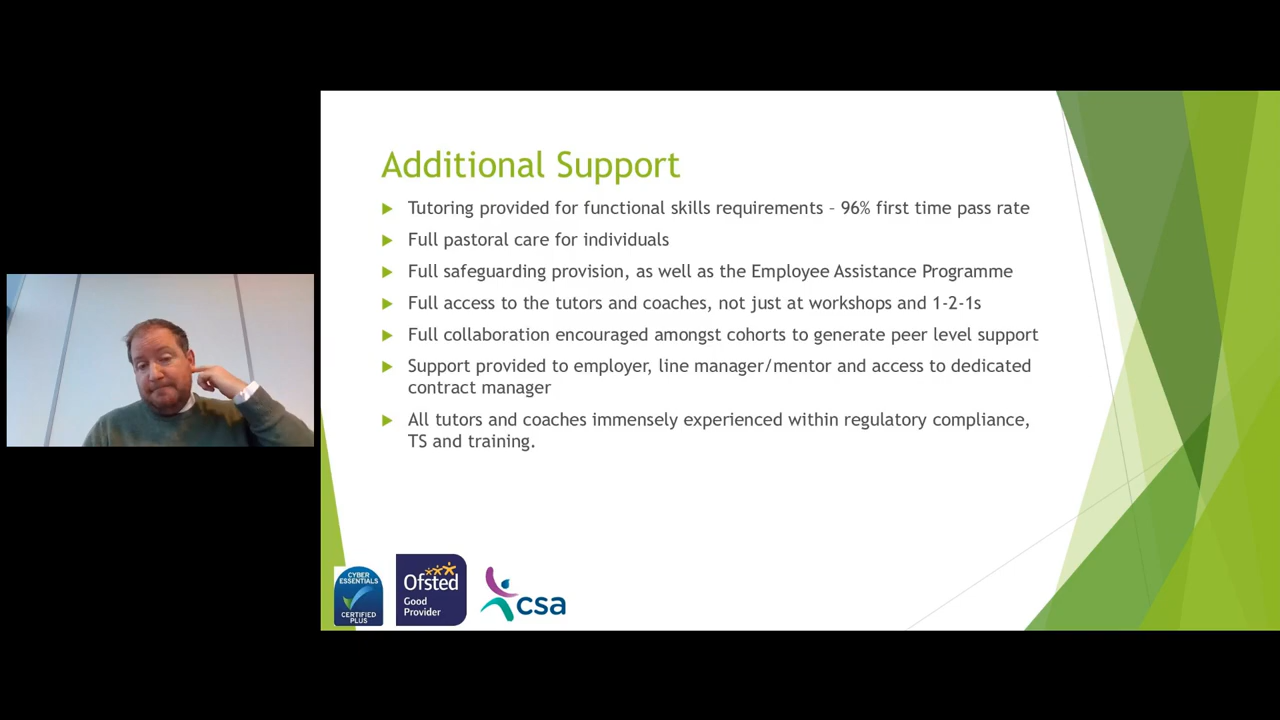 Additional Support
Tutoring provided for functional skills requirements – 96% first time pass rate
Full pastoral care for individuals
Full safeguarding provision, as well as the Employee Assistance Programme
Full access to the tutors and coaches, not just at workshops and 1-2-1s
Full collaboration encouraged amongst cohorts to generate peer level support
Support provided to employer, line manager/mentor and access to dedicated
contract manager
All tutors and coaches immensely experienced within regulatory compliance,
TS and training.
CYBER
ESSENTIALS
CERTIFIED
PLUS
Ofsted
Good
Provider
csa